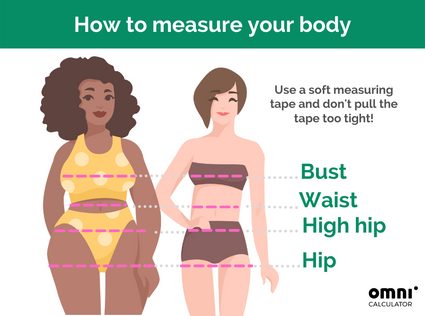 How to measure your body
Use a soft measuring
tape and don't pull the
tape too tight!
Bust
Waist
High hip
Hip
omni
CALCULATOR